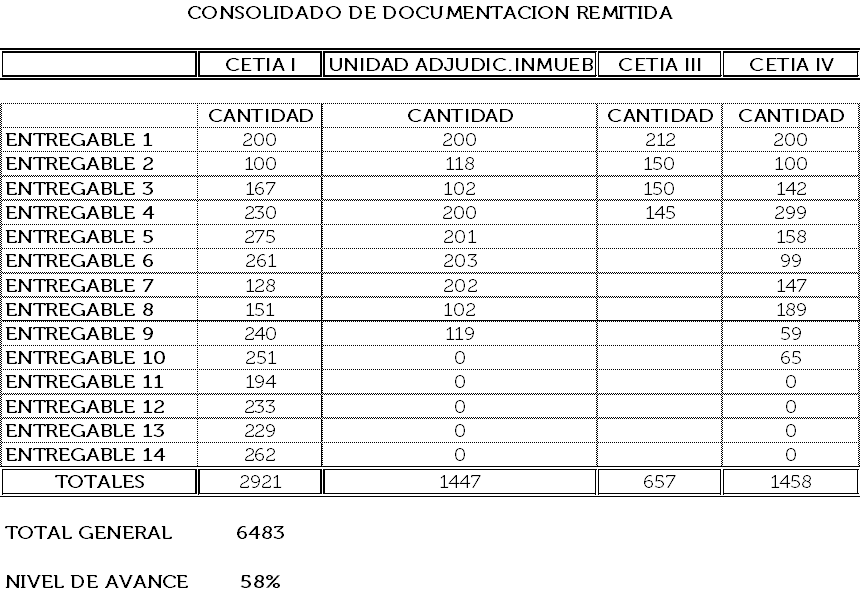 CONSOLIDADO DE DOCUMENTACION REMITIDA
CETIA I UNIDAD ADJUDIC.INMUEB CETIA III CETIA IV
CANTIDAD CANTIDAD CANTIDAD CANTIDAD
ENTREGABLE 1 200 200 212 200
ENTREGABLE 2 100 118 150 100
ENTREGABLE 3 167 102 150 142
ENTREGABLE 4 230 200 145 299
ENTREGABLE 5 275 201 158
ENTREGABLE 6 261 203 99
ENTREGABLE 7 128 202 147
ENTREGABLE 8 151 102 189
ENTREGABLE 9 240 119 59
ENTREGABLE 10 251 0 65
ENTREGABLE 11 194 0 0
ENTREGABLE 12 233 0 0
ENTREGABLE 13 229 0 0
ENTREGABLE 14 262 0 0
TOTALES 2921 1447 657 1458
TOTAL GENERAL 6483
NIVEL DE AVANCE 58%